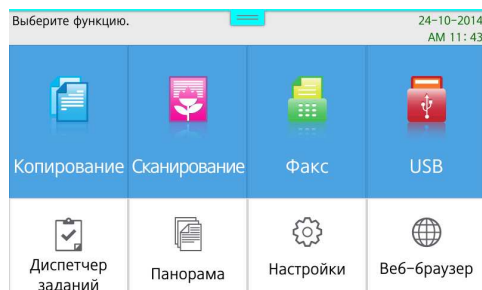 Выберите функцию.
24-10-2014
AM 11:43
Копирование Сканирование Факс USB
Диспетчер
заданий
Панорама
Настройки
Веб-браузер